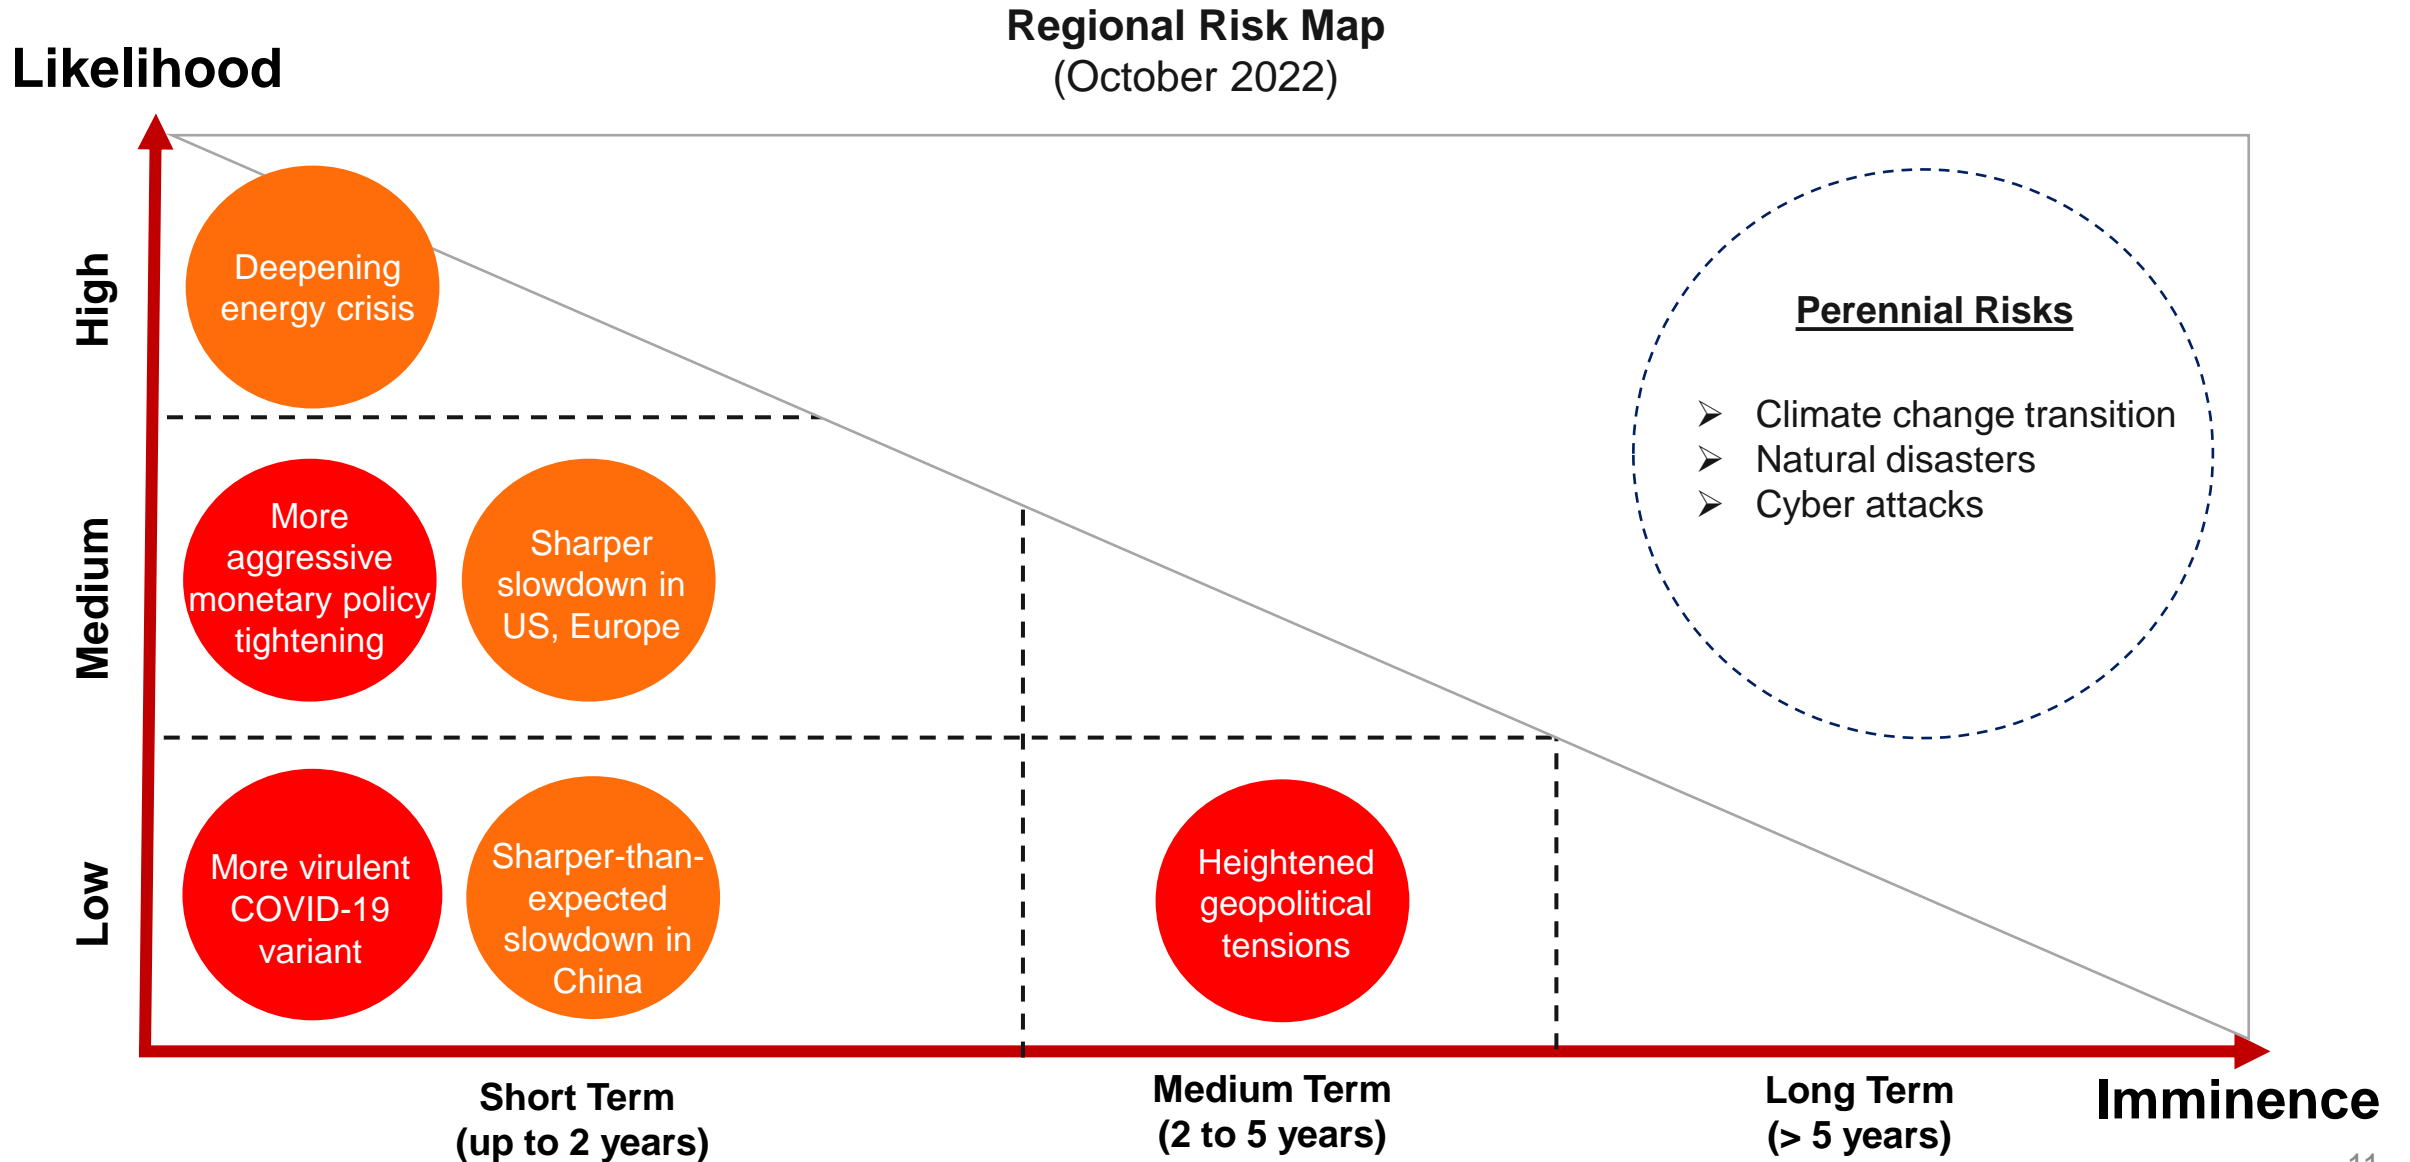 Regional Risk Map
(October 2022)
Likelihood
High
Medium
Low
Deepening
energy crisis
More
aggressive
monetary policy
tightening
Sharper
slowdown in
US, Europe
More virulent
COVID-19
variant
Sharper-than-
expected
slowdown in
China
Heightened
geopolitical
tensions
Perennial Risks
➢ Climate change transition
➢ Natural disasters
➢ Cyber attacks
Short Term
(up to 2 years)
Medium Term
(2 to 5 years)
Long Term
(> 5 years)
Imminence
11